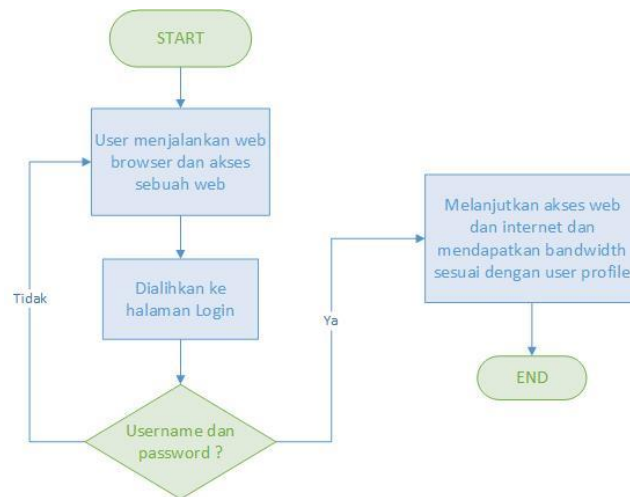 START
User menjalankan web
browser dan akses
sebuah web
Dialihkan ke
halaman Login
Tidak
Username dan
password ?
Ya
Melanjutkan akses web
dan internet dan
mendapatkan bandwidth
sesuai dengan user profile
END